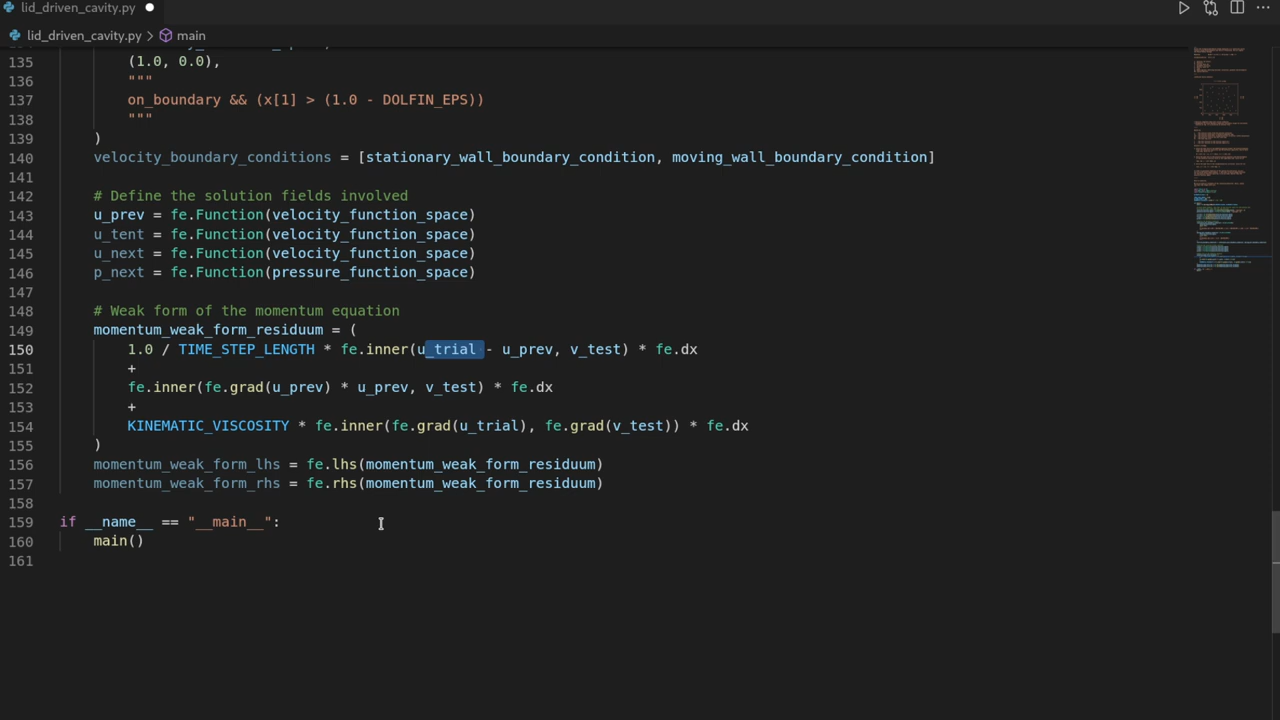 lid_driven_cavity.py
lid_driven_cavity.py > main
135 (1.0, 0.0),
136 """
137 on_boundary && (x[1] > (1.0 - DOLFIN_EPS))
138 """
139 )
140 velocity_boundary_conditions = [stationary_wall_boundary_condition, moving_wall_boundary_condition]
141
142 # Define the solution fields involved
143 u_prev = fe.Function(velocity_function_space)
144 u_tent = fe.Function(velocity_function_space)
145 u_next = fe.Function(velocity_function_space)
146 p_next = fe.Function(pressure_function_space)
147
148 # Weak form of the momentum equation
149 momentum_weak_form_residuum = (
150 1.0 / TIME_STEP_LENGTH * fe.inner(u_trial - u_prev, v_test) * fe.dx
151 +
152 fe.inner(fe.grad(u_prev) * u_prev, v_test) * fe.dx
153 +
154 KINEMATIC_VISCOSITY * fe.inner(fe.grad(u_trial), fe.grad(v_test)) * fe.dx
155 )
156 momentum_weak_form_lhs = fe.lhs(momentum_weak_form_residuum)
157 momentum_weak_form_rhs = fe.rhs(momentum_weak_form_residuum)
158
159 if __name__ == "__main__":
160 main()
161